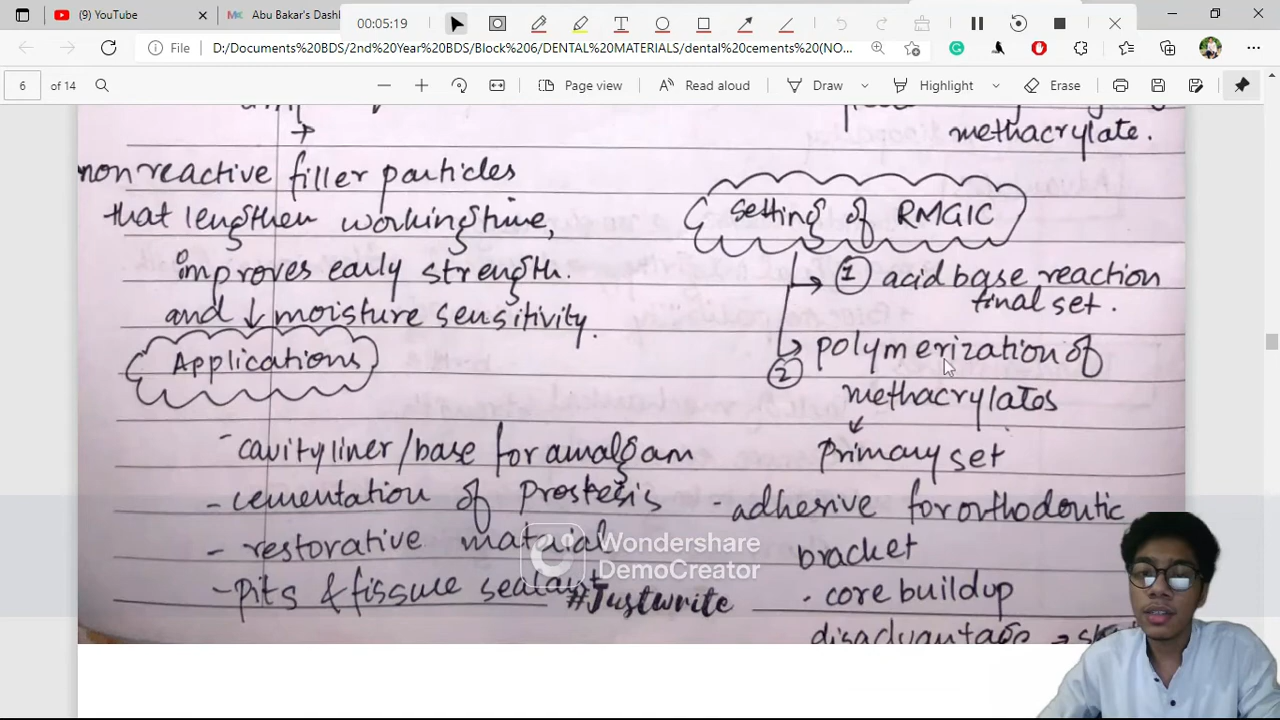 (9) YouTube
Abu Bakar's Dashl
00:05:19
File
D:/Documents%20BDS/2nd%20Year%20BDS/Block%206/DENTAL%20MATERIALS/dental%20cements%20(NO...
6 of 14
Page view
Read aloud
Draw
Highlight
Erase
methacrylate.
nonreactive filler particles
that lengthen working time,
improves early strength.
and ↓ moisture sensitivity.
Applications
- cavity liner/base for amalgam
- cementation of Prostesis
- restorative mataial
- Pits & fissure sealant
Setting of RMGIC
→ ① acid base reaction
final set.
→ ② polymerization of
methacrylates
Primary set
- adhesive for orthodontic
bracket
. core buildup
disadvantage →
Wondershare
DemoCreator
#Justwrite